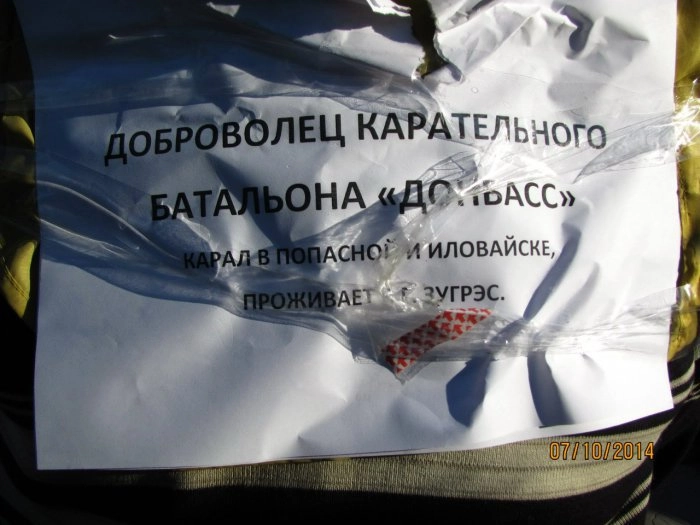 ДОБРОВОЛЕЦ КАРАТЕЛЬНОГО
БАТАЛЬОНА «ДОНБАСС»
КАРАЛ В ПОПАСНОЙ И ИЛОВАЙСКЕ,
ПРОЖИВАЕТ Г. ЗУГРЭС.
07/10/2014